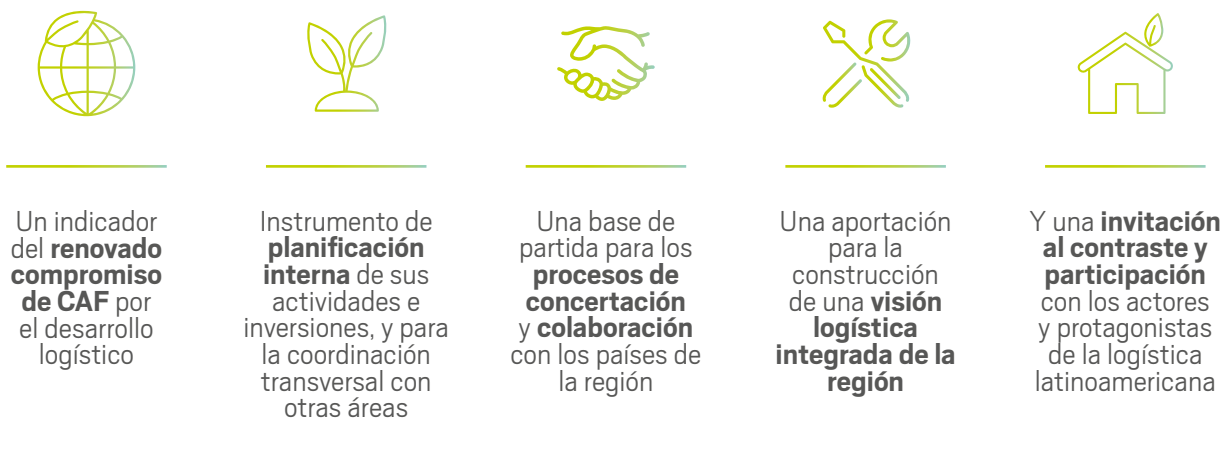 Un indicador
del renovado
compromiso
de CAF por
el desarrollo
logístico
Instrumento de
planificación
interna de sus
actividades e
inversiones, y para
la coordinación
transversal con
otras áreas
Una base de
partida para los
procesos de
concertación
y colaboración
con los países de
la región
Una aportación
para la
construcción
de una visión
logística
integrada de la
región
Y una invitación
al contraste y
participación
con los actores
y protagonistas
de la logística
latinoamericana